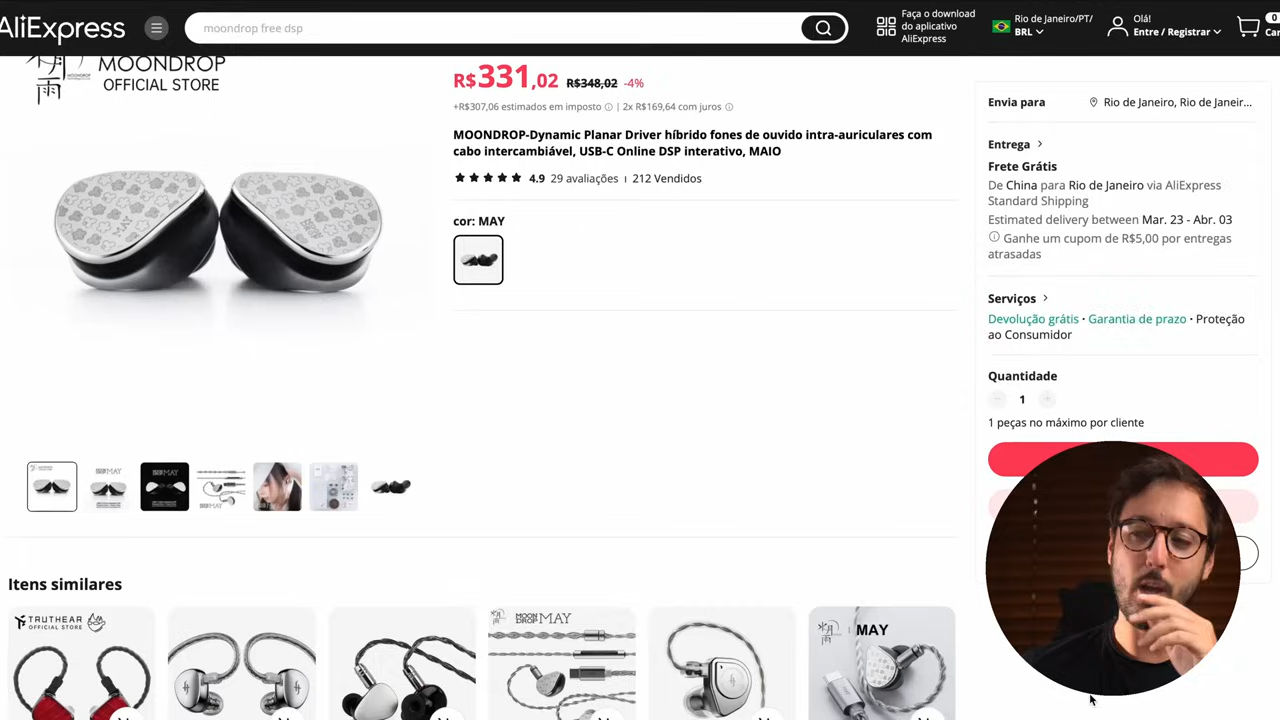 AliExpress
moondrop free dsp
Faça o download
do aplicativo
AliExpress
Rio de Janeiro/PT/
BRL
Olá!
Entre / Registrar
0
MOONDROP
OFFICIAL STORE
R$331,02 R$348,02 -4%
+R$307,06 estimados em imposto | 2x R$169,64 com juros
MOONDROP-Dynamic Planar Driver híbrido fones de ouvido intra-auriculares com
cabo intercambiável, USB-C Online DSP interativo, MAIO
4.9 29 avaliações 212 Vendidos
cor: MAY
Envia para Rio de Janeiro, Rio de Janeir...
Entrega
Frete Grátis
De China para Rio de Janeiro via AliExpress
Standard Shipping
Estimated delivery between Mar. 23 - Abr. 03
Ganhe um cupom de R$5,00 por entregas
atrasadas
Serviços
Devolução grátis · Garantia de prazo · Proteção
ao Consumidor
Quantidade
1
1 peças no máximo por cliente
Itens similares
TRUTHEAR
OFFICIAL STORE
MOON
DROP
MAY
MAY